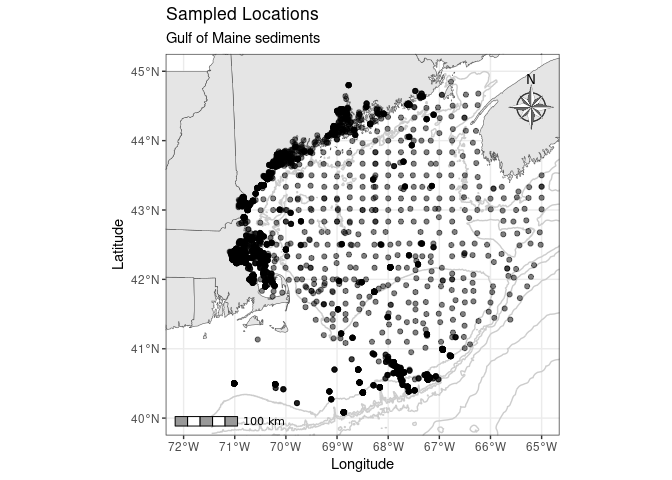 Sampled Locations
Gulf of Maine sediments
N
45°N
44°N
43°N
42°N
41°N
40°N
Latitude
100 km
72°W 71°W 70°W 69°W 68°W 67°W 66°W 65°W
Longitude